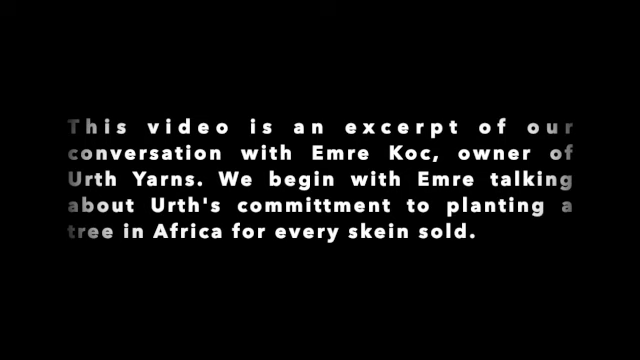 This video is an excerpt of our
conversation with Emre Koc, owner of
Urth Yarns. We begin with Emre talking
about Urth's committment to planting a
tree in Africa for every skein sold.